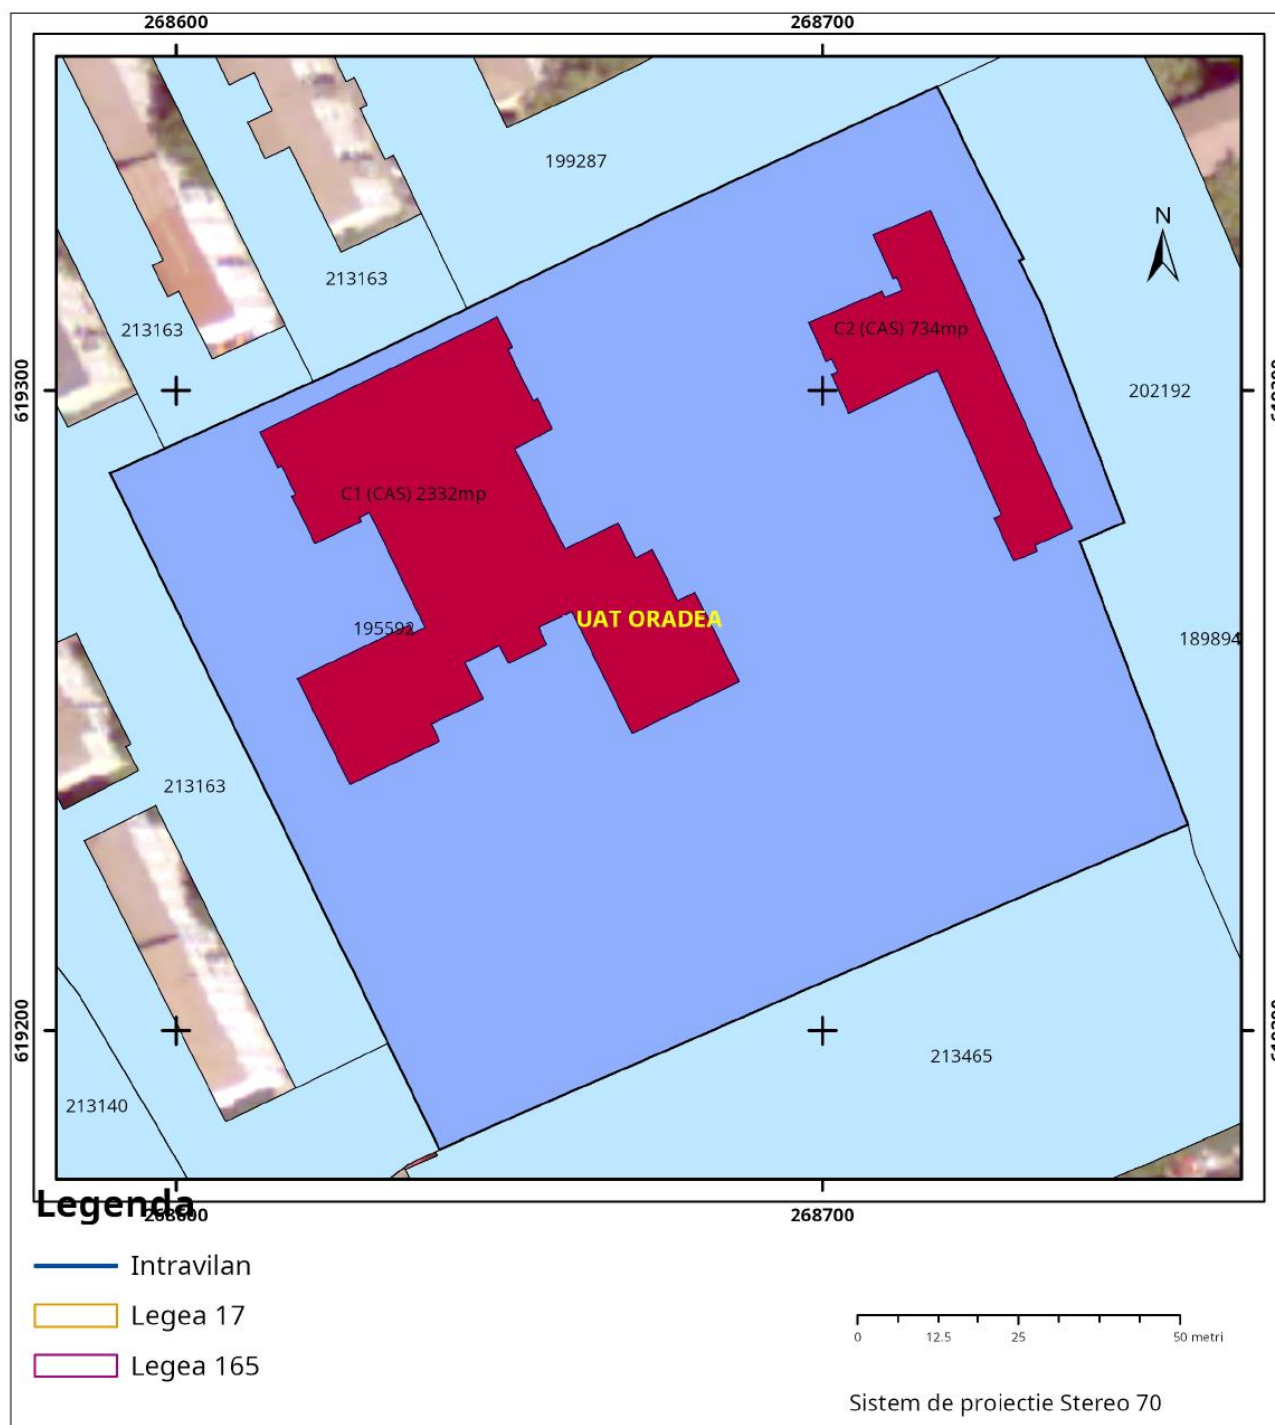 268600 268700
199287
N
213163
213163
C2 (CAS) 734mp
619300
202192
C1 (CAS) 2332mp
UAT ORADEA
195592
189894
213163
619200
213465
213140
Legenda
268600 268700
Intravilan
Legea 17
Legea 165
0 12.5 25 50 metri
Sistem de proiectie Stereo 70